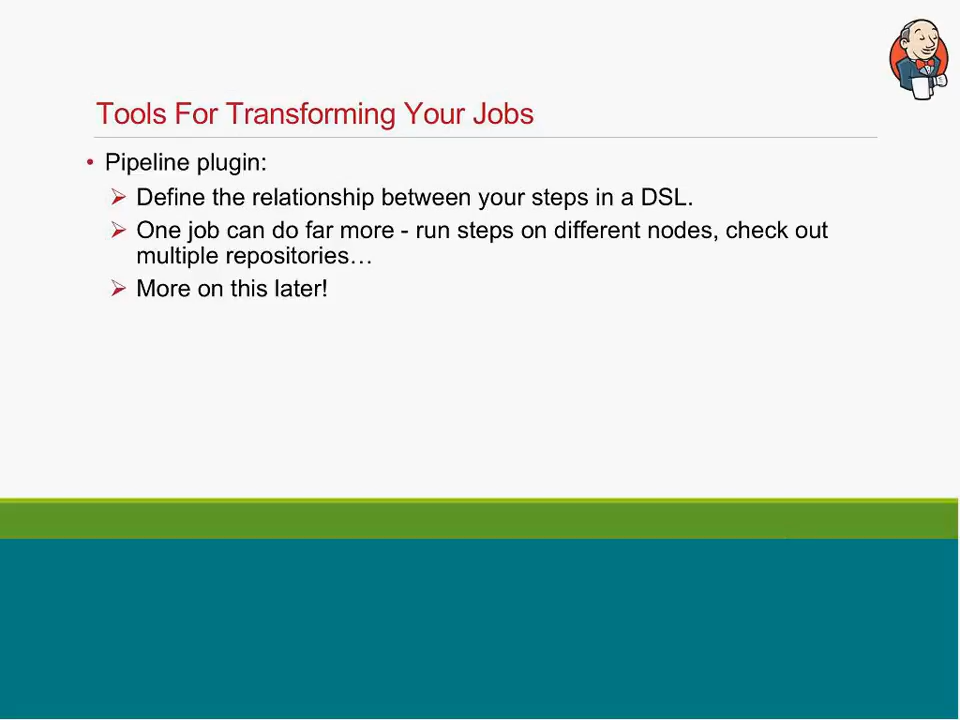 Tools For Transforming Your Jobs
• Pipeline plugin:
➢ Define the relationship between your steps in a DSL.
➢ One job can do far more - run steps on different nodes, check out
multiple repositories…
➢ More on this later!